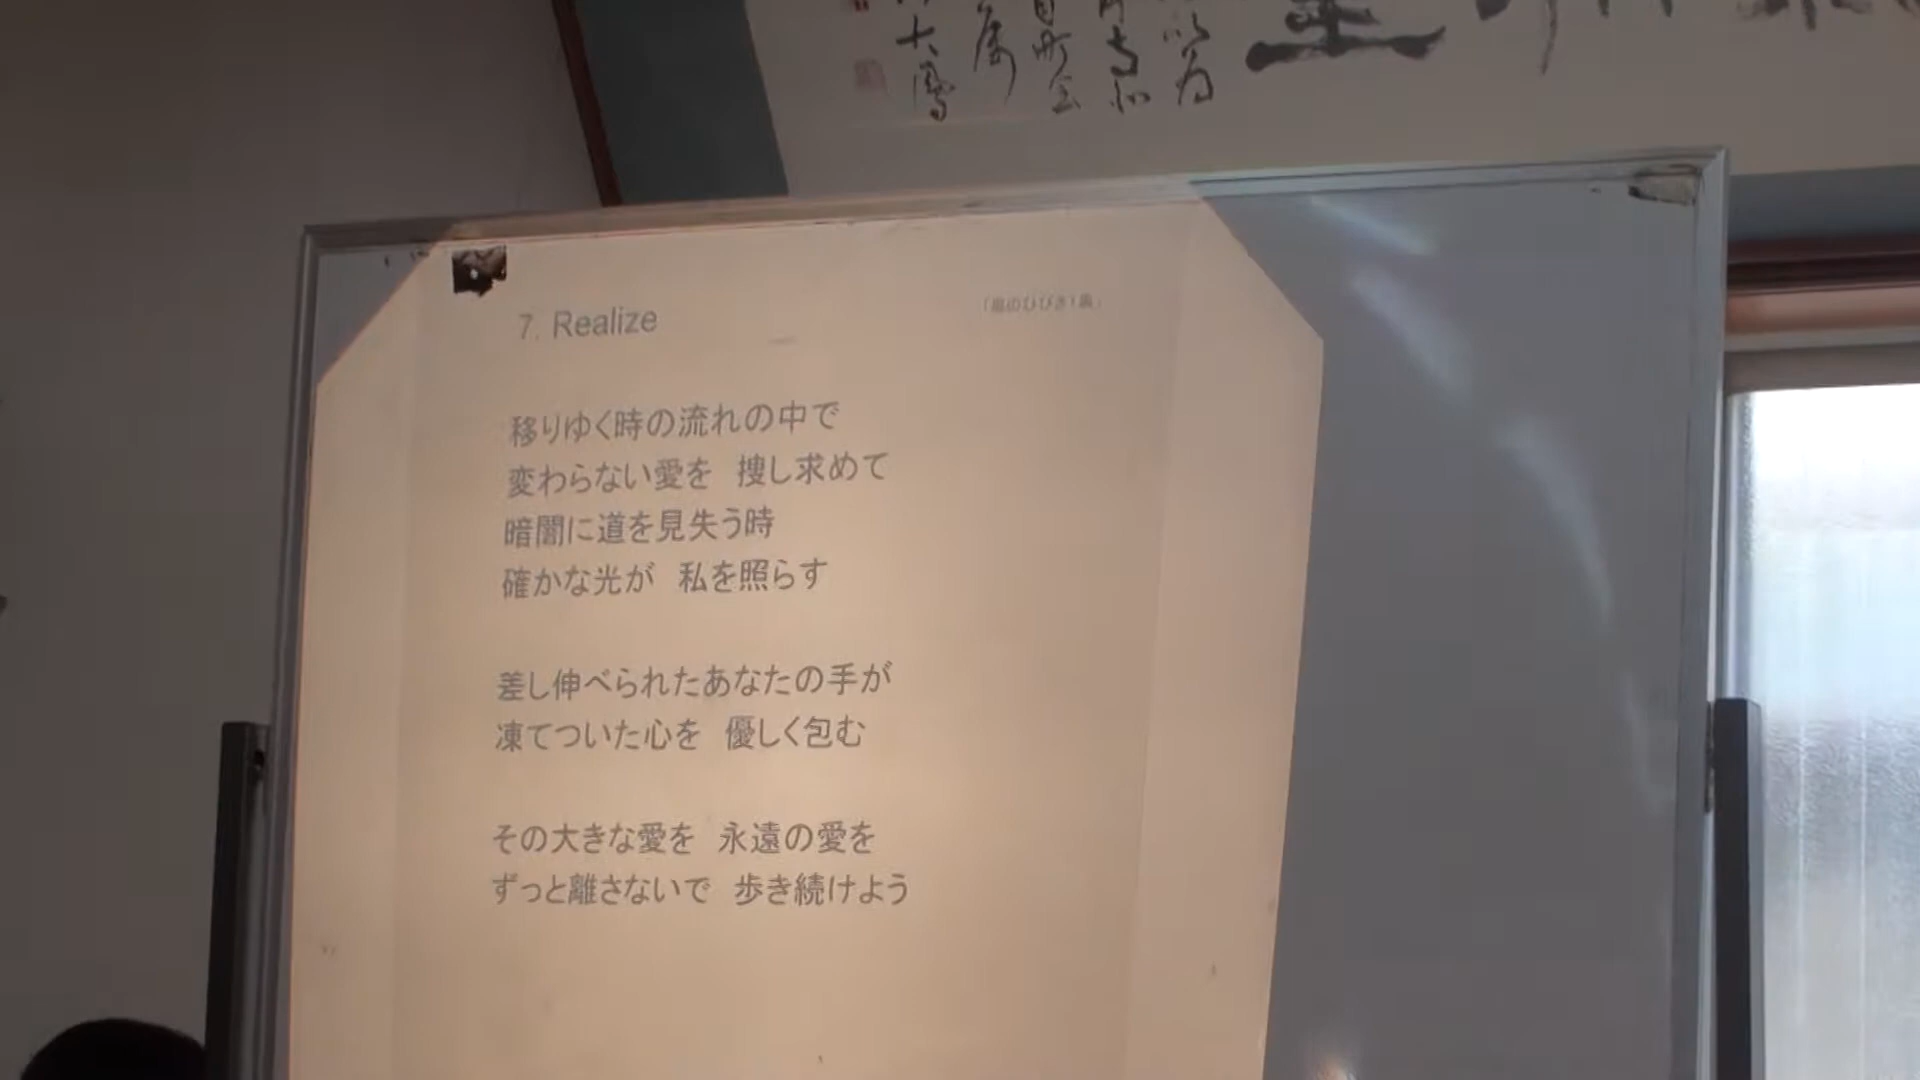 7. Realize
移りゆく時の流れの中で
変わらない愛を 捜し求めて
暗闇に道を見失う時
確かな光が 私を照らす
差し伸べられたあなたの手が
凍てついた心を 優しく包む
その大きな愛を 永遠の愛を
ずっと離さないで 歩き続けよう